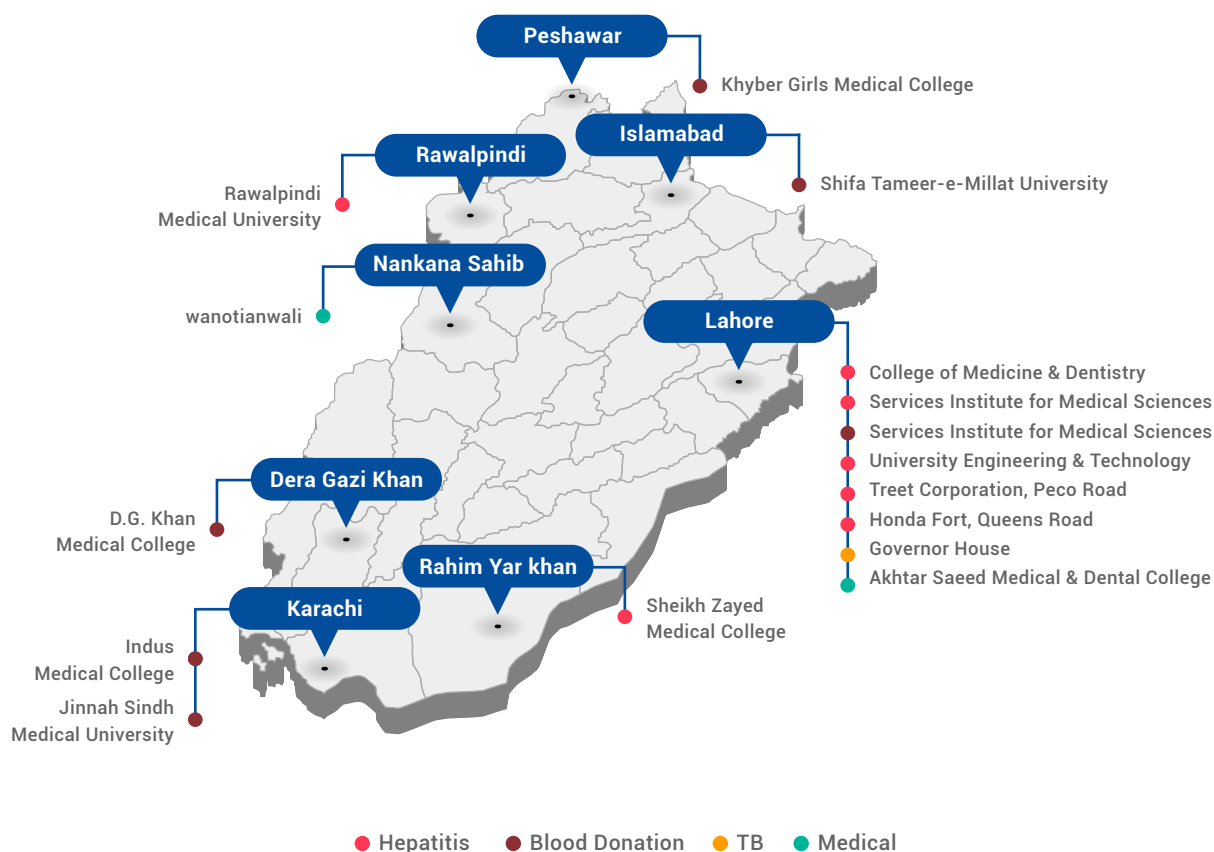 Peshawar
Khyber Girls Medical College
Islamabad
Shifa Tameer-e-Millat University
Rawalpindi
Rawalpindi
Medical University
Nankana Sahib
wanotianwali
Lahore
College of Medicine & Dentistry
Services Institute for Medical Sciences
Services Institute for Medical Sciences
University Engineering & Technology
Treet Corporation, Peco Road
Honda Fort, Queens Road
Governor House
Akhtar Saeed Medical & Dental College
Dera Gazi Khan
D.G. Khan
Medical College
Rahim Yar khan
Sheikh Zayed
Medical College
Karachi
Indus
Medical College
Jinnah Sindh
Medical University
Hepatitis
Blood Donation
TB
Medical